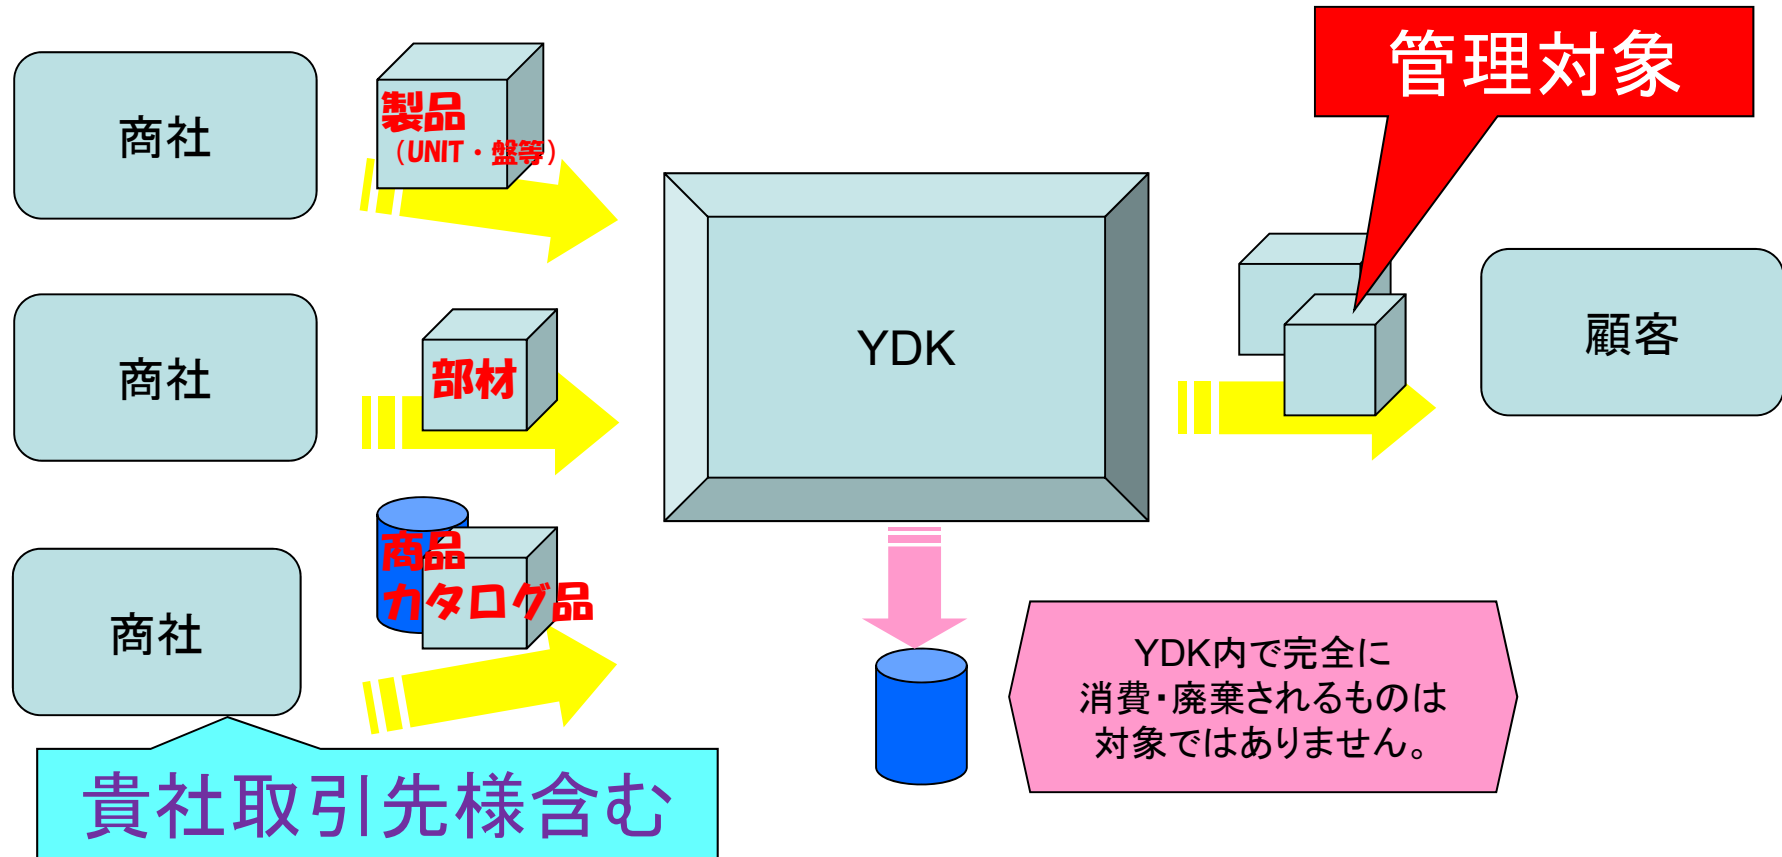 管理対象
商社
製品
（UNIT・盤等）
商社
部材
YDK
顧客
商社
商品
カタログ品
YDK内で完全に
消費・廃棄されるものは
対象ではありません。
貴社取引先様含む